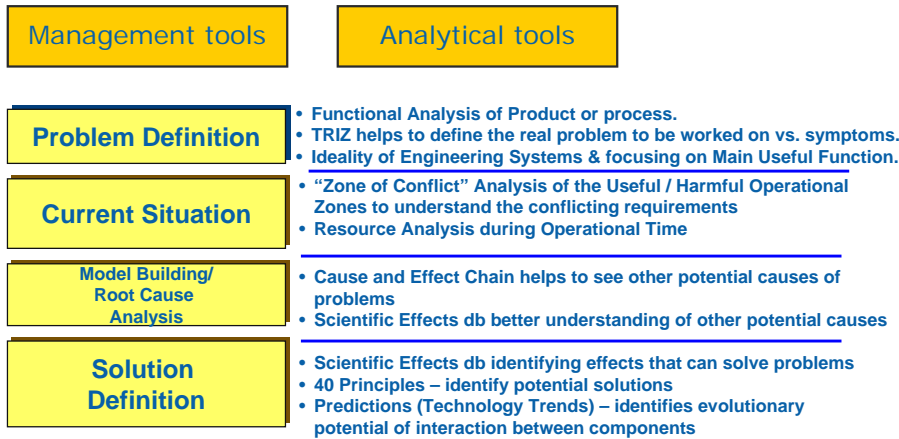 Management tools
Analytical tools
Problem Definition
• Functional Analysis of Product or process.
• TRIZ helps to define the real problem to be worked on vs. symptoms.
• Ideality of Engineering Systems & focusing on Main Useful Function.
Current Situation
• “Zone of Conflict” Analysis of the Useful / Harmful Operational
Zones to understand the conflicting requirements
• Resource Analysis during Operational Time
Model Building/
Root Cause
Analysis
• Cause and Effect Chain helps to see other potential causes of
problems
• Scientific Effects db better understanding of other potential causes
Solution
Definition
• Scientific Effects db identifying effects that can solve problems
• 40 Principles – identify potential solutions
• Predictions (Technology Trends) – identifies evolutionary
potential of interaction between components